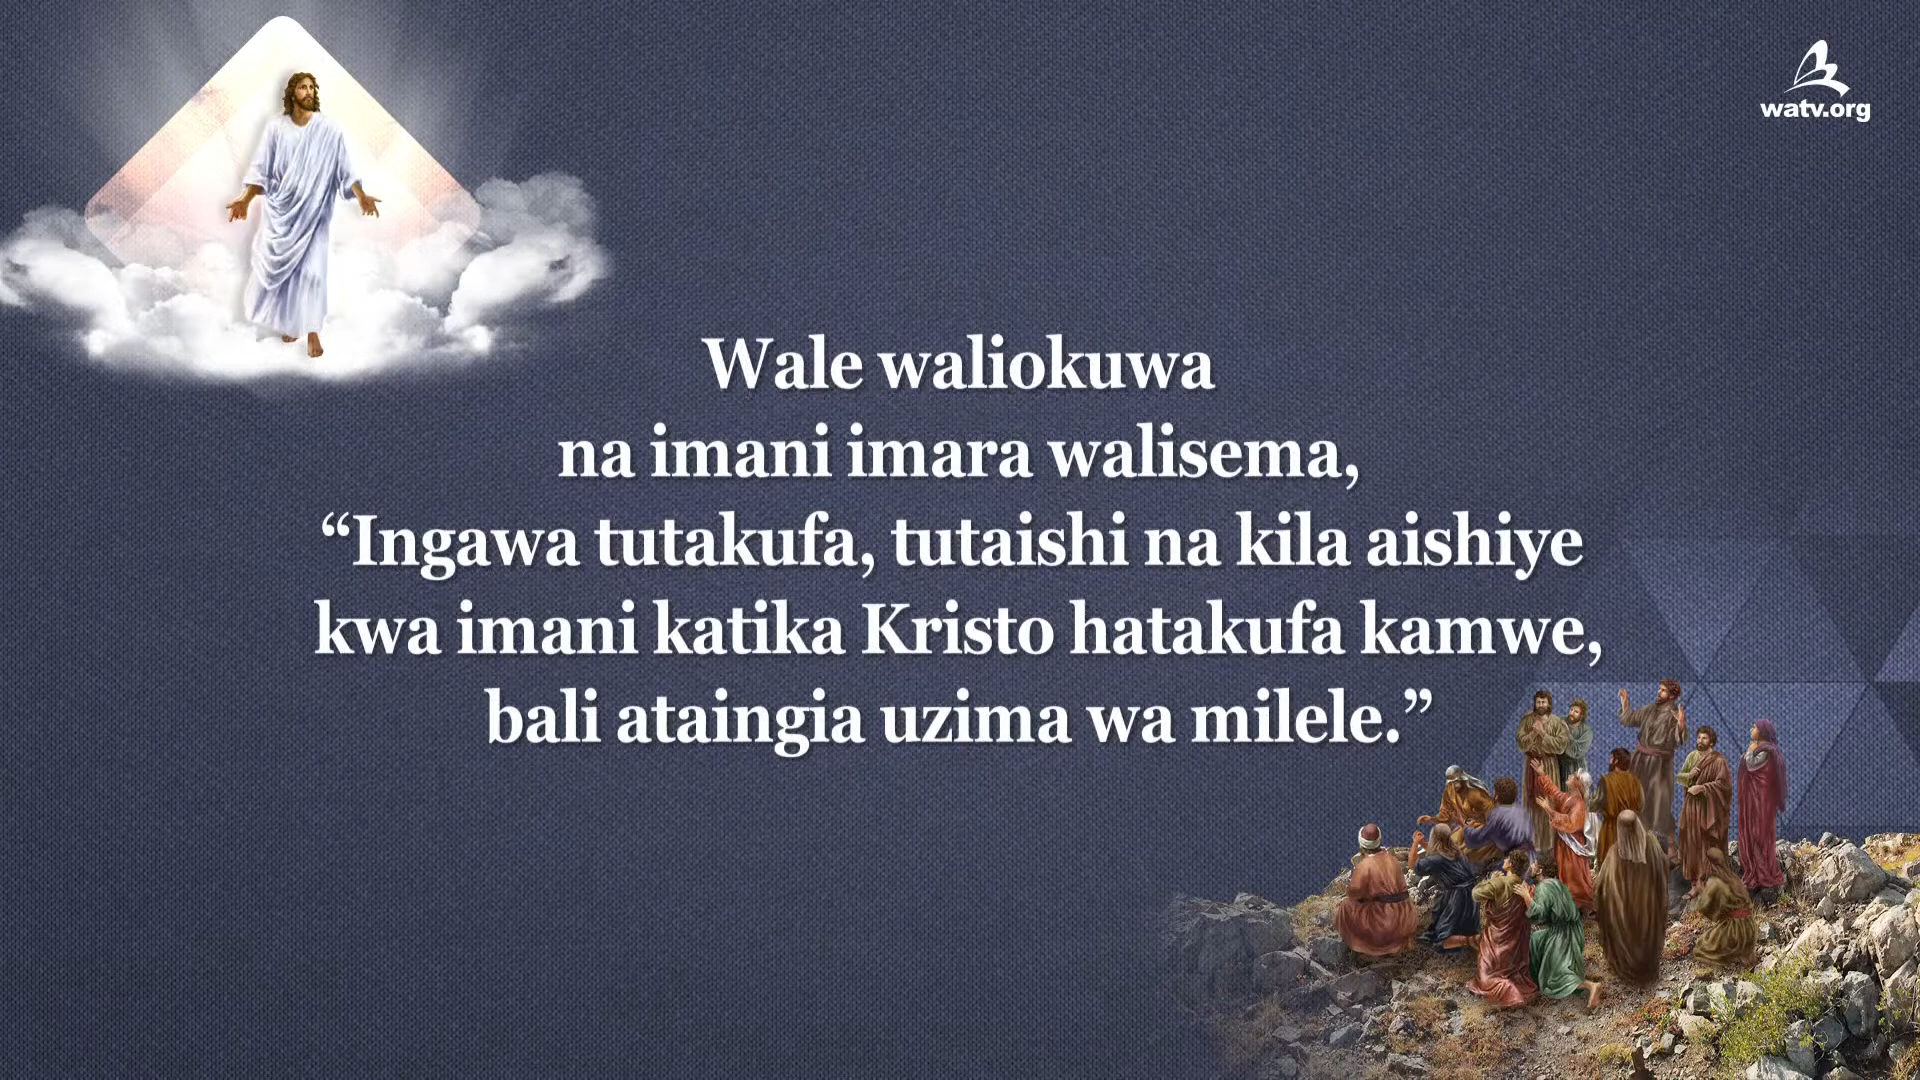 watv.org
Wale waliokuwa
na imani imara walisema,
“Ingawa tutakufa, tutaishi na kila aishiye
kwa imani katika Kristo hatakufa kamwe,
bali ataingia uzima wa milele.”